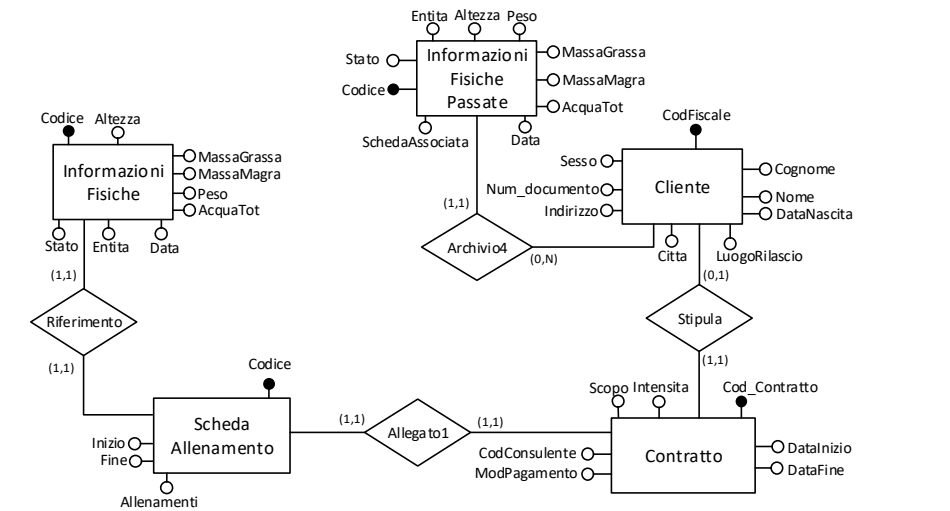 Entita Altezza Peso
Stato
Codice
Informazioni
Fisiche
Passate
MassaGrassa
MassaMagra
AcquaTot
SchedaAssociata
Data
Codice
Altezza
Informazioni
Fisiche
MassaGrassa
MassaMagra
Peso
AcquaTot
Stato
Entita
Data
CodFiscale
Sesso
Num_documento
Indirizzo
Cliente
Cognome
Nome
DataNascita
Citta
LuogoRilascio
(1,1)
Archivio4
(0,N)
(1,1)
Riferimento
(1,1)
(0,1)
Stipula
(1,1)
Codice
Scheda
Allenamento
Inizio
Fine
Allenamenti
(1,1)
Allegato1
(1,1)
Scopo
Intensita
Cod_Contratto
CodConsulente
ModPagamento
Contratto
DataInizio
DataFine